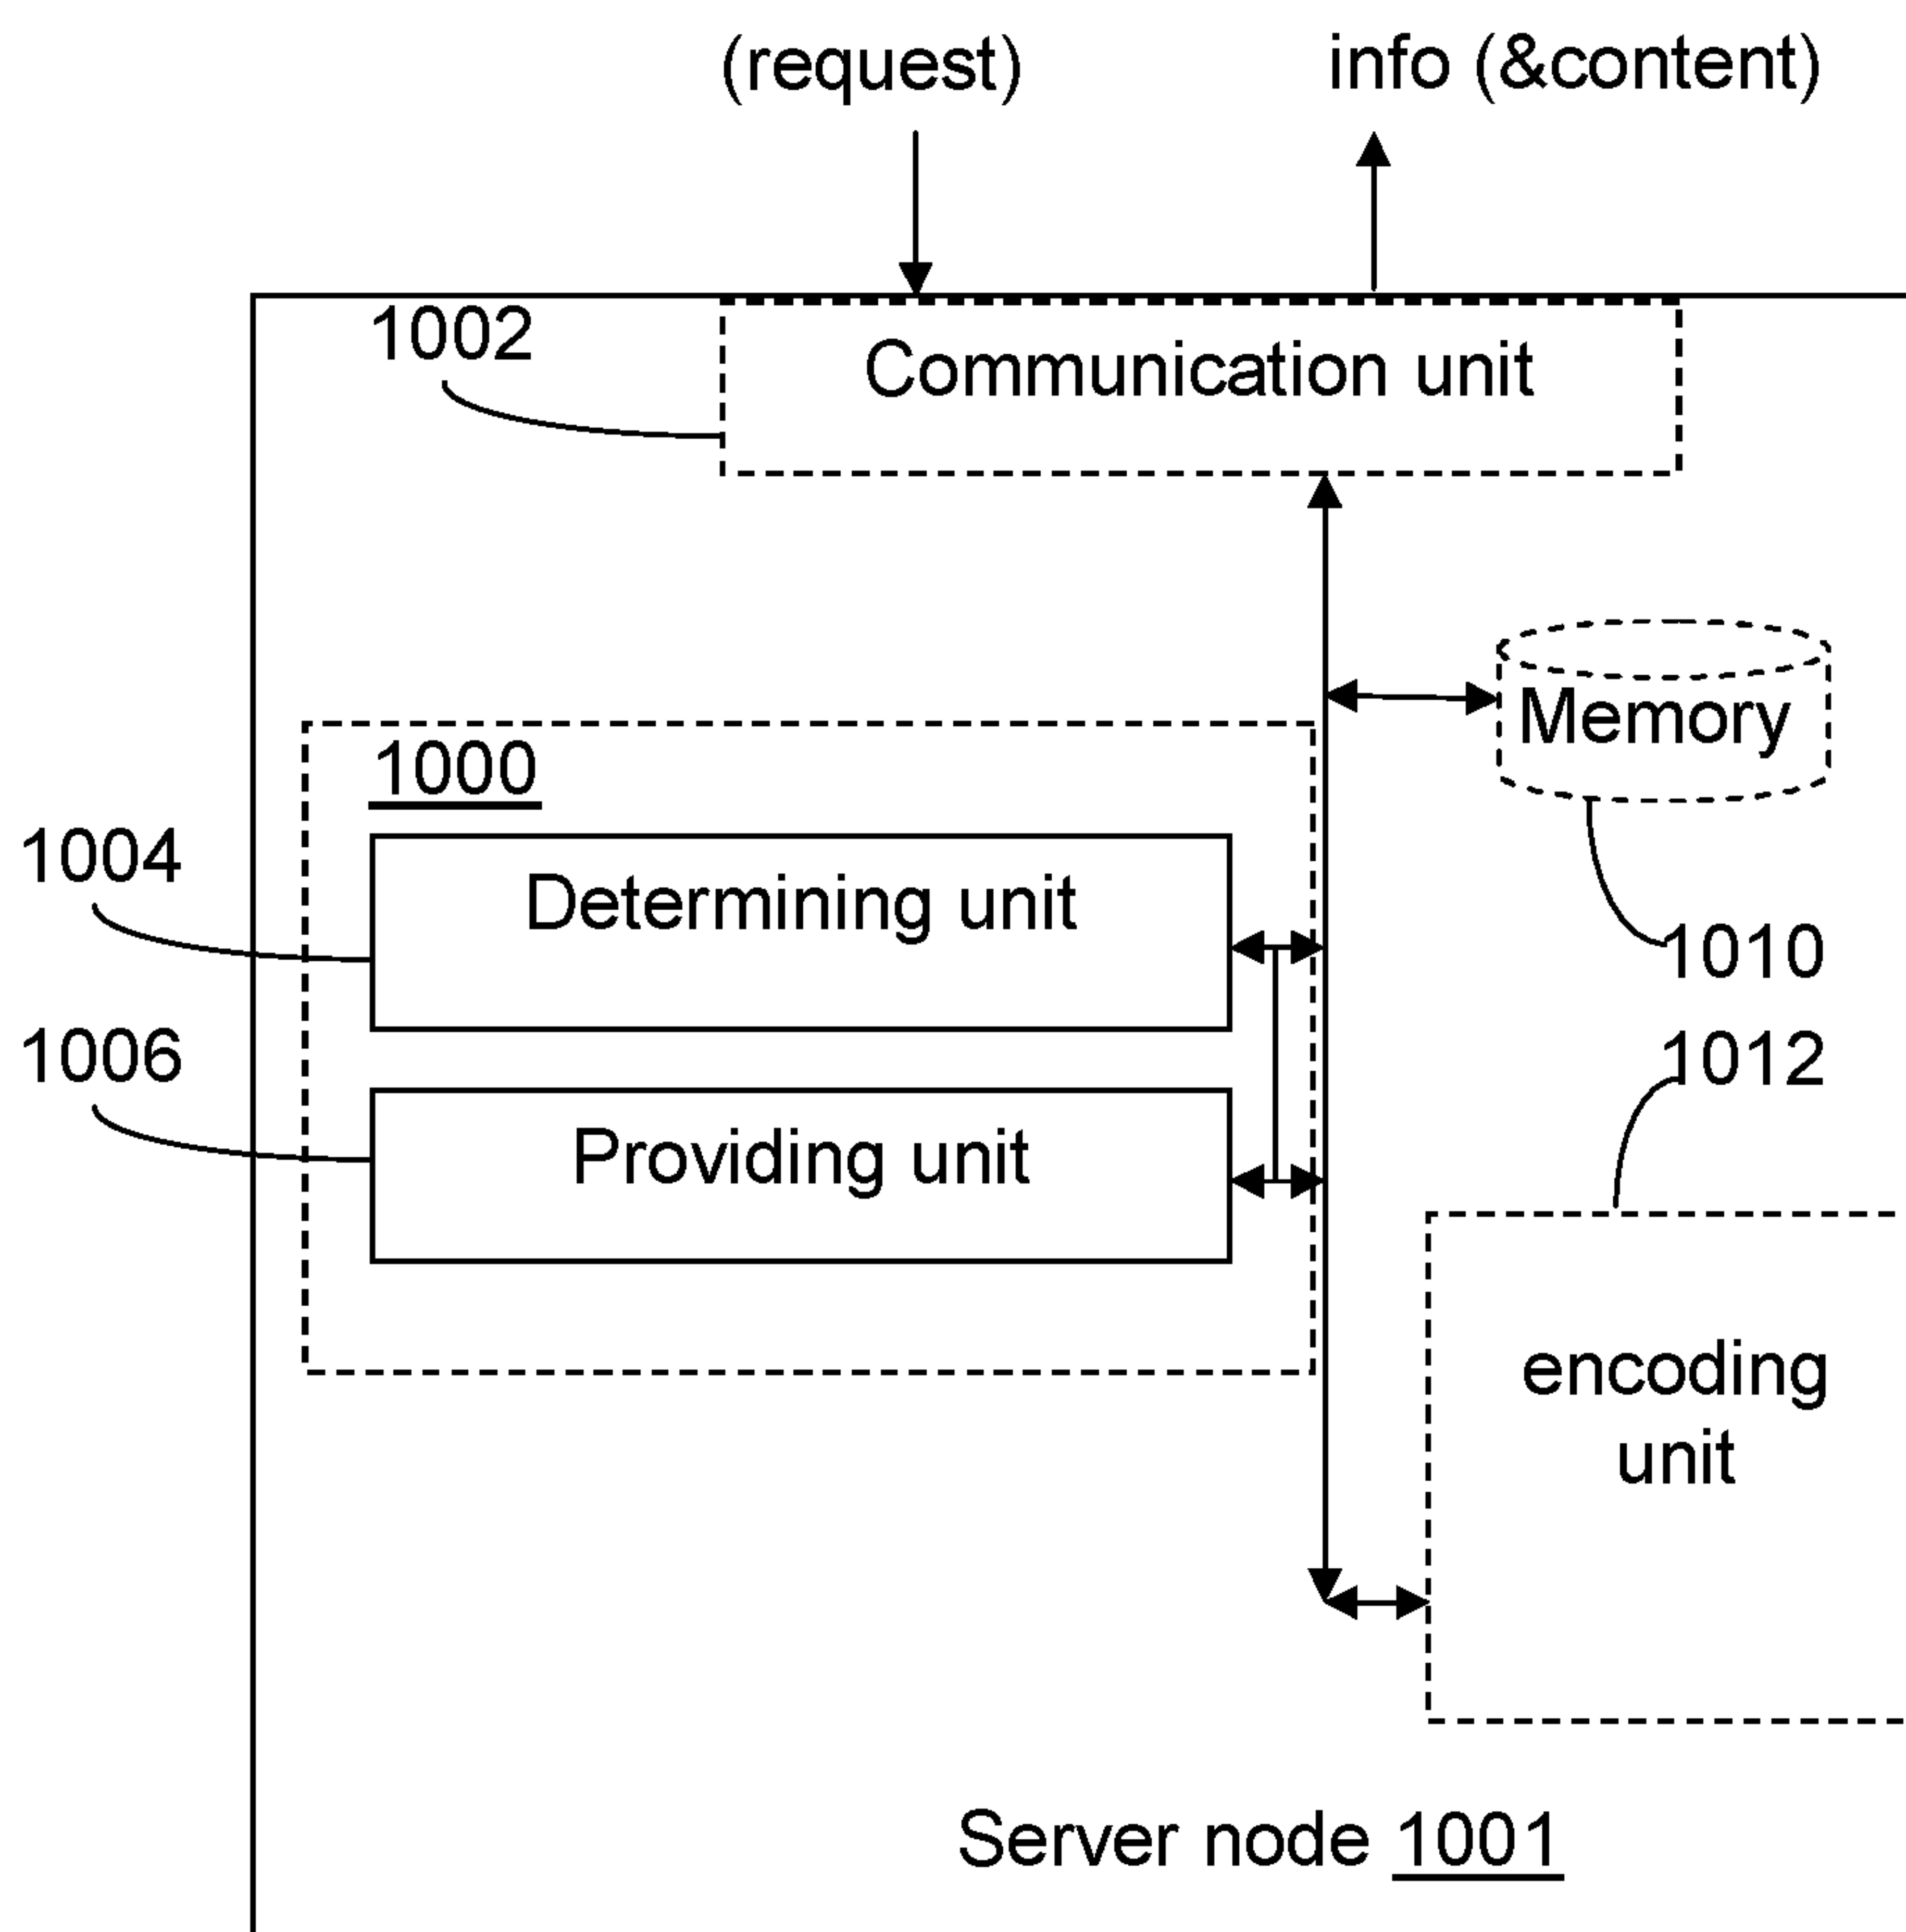 (request)
info (&content)
1002
Communication unit
Memory
1000
1004
Determining unit
1010
1006
1012
Providing unit
encoding
unit
Server node 1001